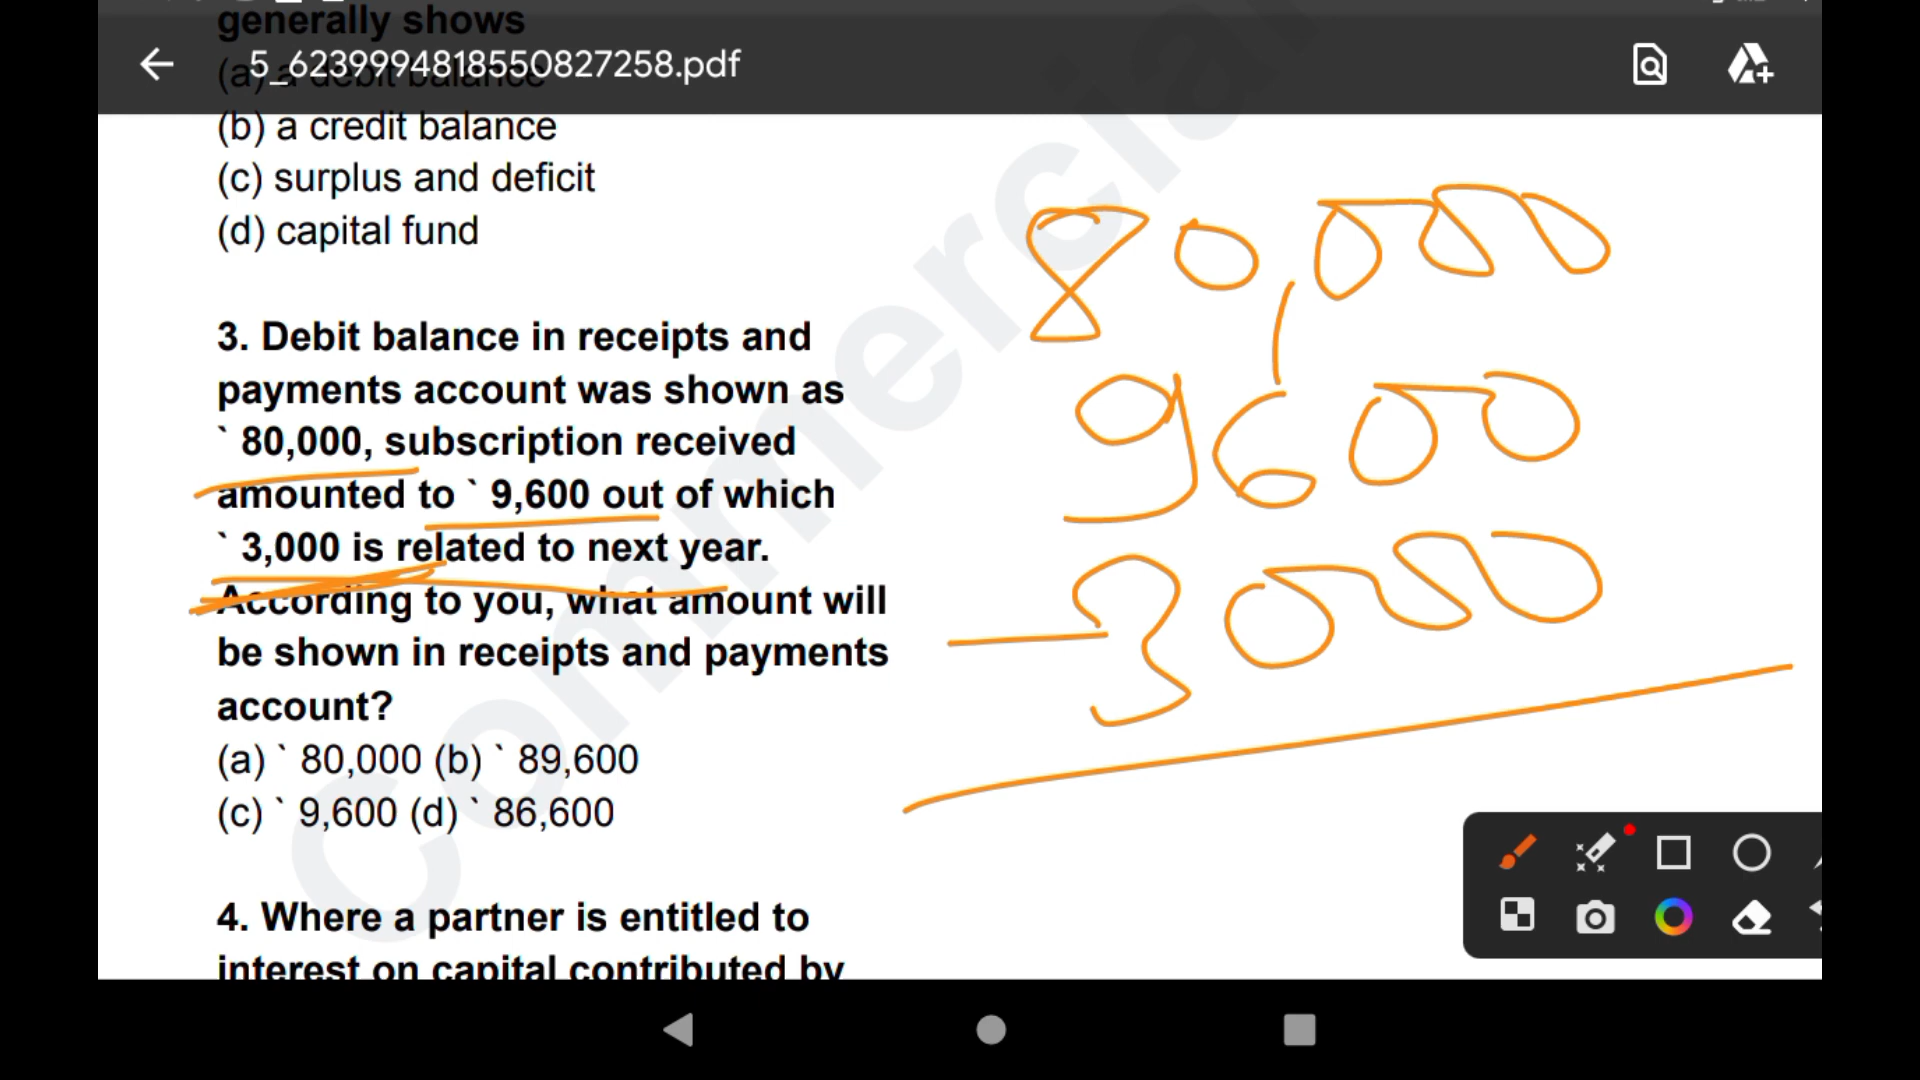 generally shows
5_6239994818550827258.pdf
(a) a debit balance
(b) a credit balance
(c) surplus and deficit
(d) capital fund
3. Debit balance in receipts and
payments account was shown as
` 80,000, subscription received
amounted to ` 9,600 out of which
` 3,000 is related to next year.
According to you, what amount will
be shown in receipts and payments
account?
(a) ` 80,000 (b) ` 89,600
(c) ` 9,600 (d) ` 86,600
4. Where a partner is entitled to
interest on capital contributed by
80,000
9600
- 3000
Commercial